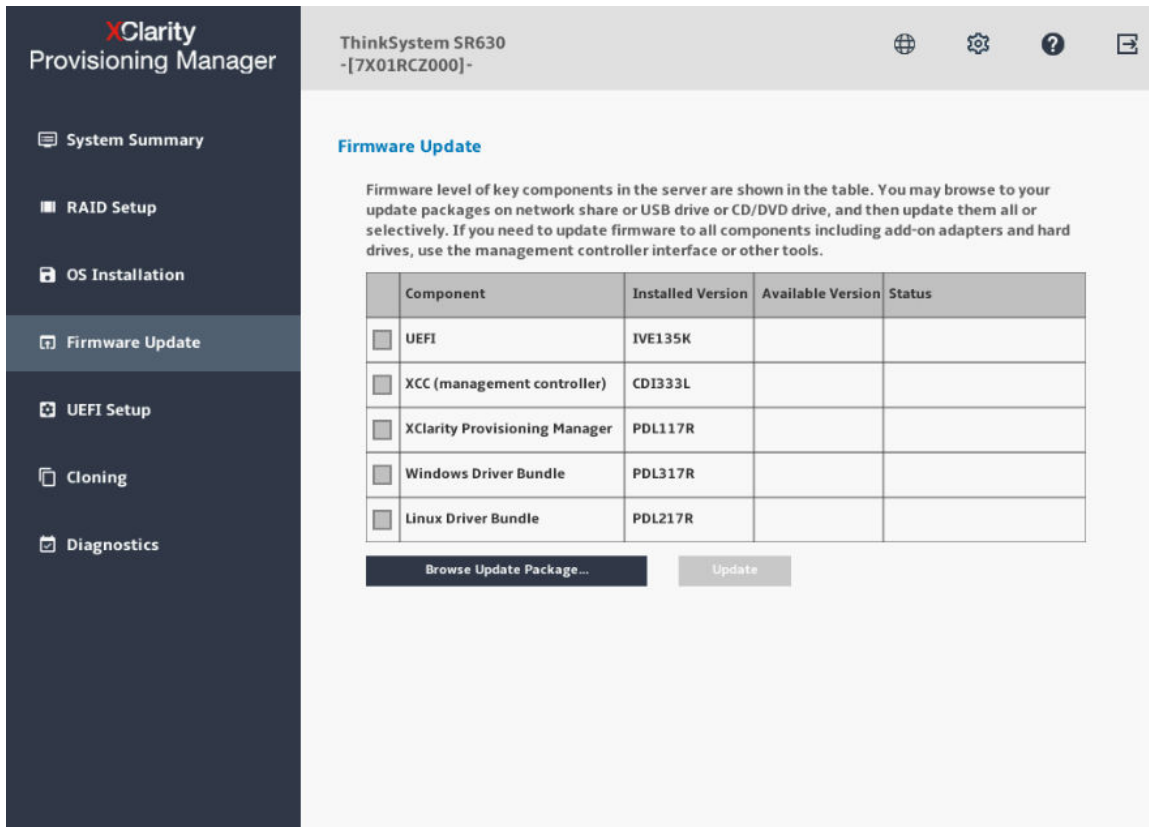 XClarity
Provisioning Manager
ThinkSystem SR630
-[7X01RCZ000]-
System Summary
RAID Setup
OS Installation
Firmware Update
UEFI Setup
Cloning
Diagnostics
Firmware Update
Firmware level of key components in the server are shown in the table. You may browse to your
update packages on network share or USB drive or CD/DVD drive, and then update them all or
selectively. If you need to update firmware to all components including add-on adapters and hard
drives, use the management controller interface or other tools.
Component Installed Version Available Version Status
UEFI IVE135K
XCC (management controller) CDI333L
XClarity Provisioning Manager PDL117R
Windows Driver Bundle PDL317R
Linux Driver Bundle PDL217R
Browse Update Package... Update